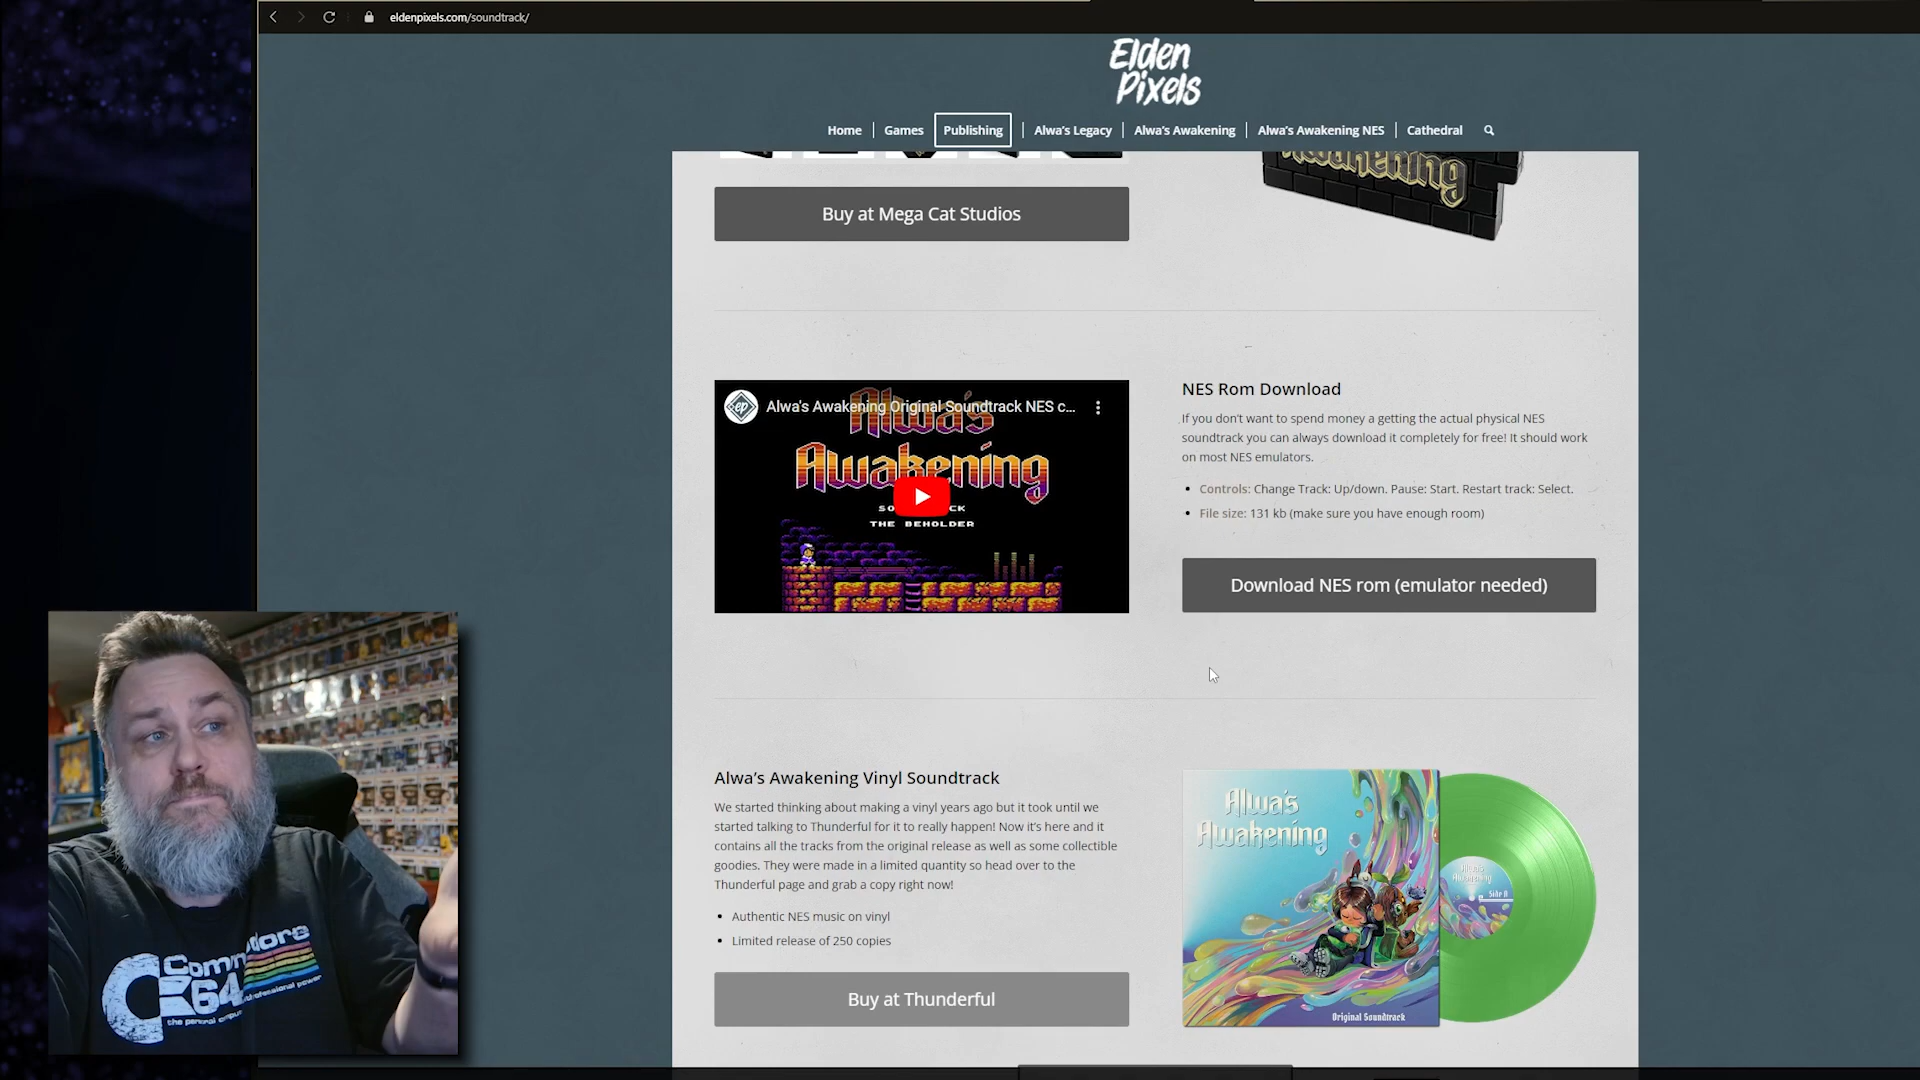 eldenpixels.com/soundtrack/
Elden
Pixels
Home
Games
Publishing
Alwa's Legacy
Alwa's Awakening
Alwa's Awakening NES
Cathedral
Awakening
Buy at Mega Cat Studios
Alwa's Awakening Original Soundtrack NES c...
Alwa's
Awakening
THE BEHOLDER
NES Rom Download
If you don't want to spend money a getting the actual physical NES
soundtrack you can always download it completely for free! It should work
on most NES emulators.
Controls: Change Track: Up/down. Pause: Start. Restart track: Select.
File size: 131 kb (make sure you have enough room)
Download NES rom (emulator needed)
Alwa's Awakening Vinyl Soundtrack
We started thinking about making a vinyl years ago but it took until we
started talking to Thunderful for it to really happen! Now it's here and it
contains all the tracks from the original release as well as some collectible
goodies. They were made in a limited quantity so head over to the
Thunderful page and grab a copy right now!
Authentic NES music on vinyl
Limited release of 250 copies
Buy at Thunderful
Alwa's
Awakening
Original Soundtrack
Alwa's
Awakening
Side A
64
the personal